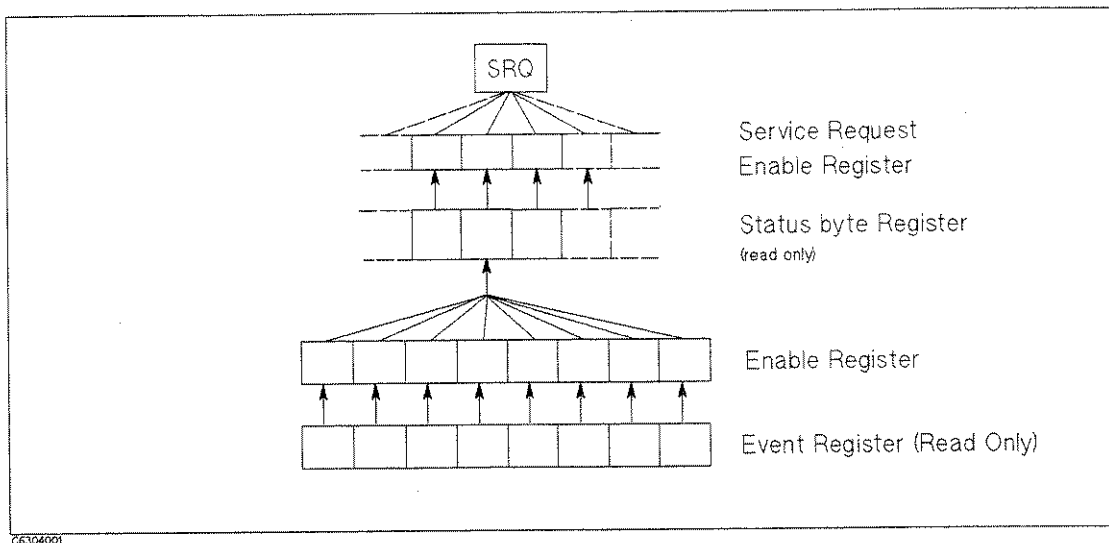 SRQ
Service Request
Enable Register
Status byte Register
(read only)
Enable Register
Event Register (Read Only)
C6304001